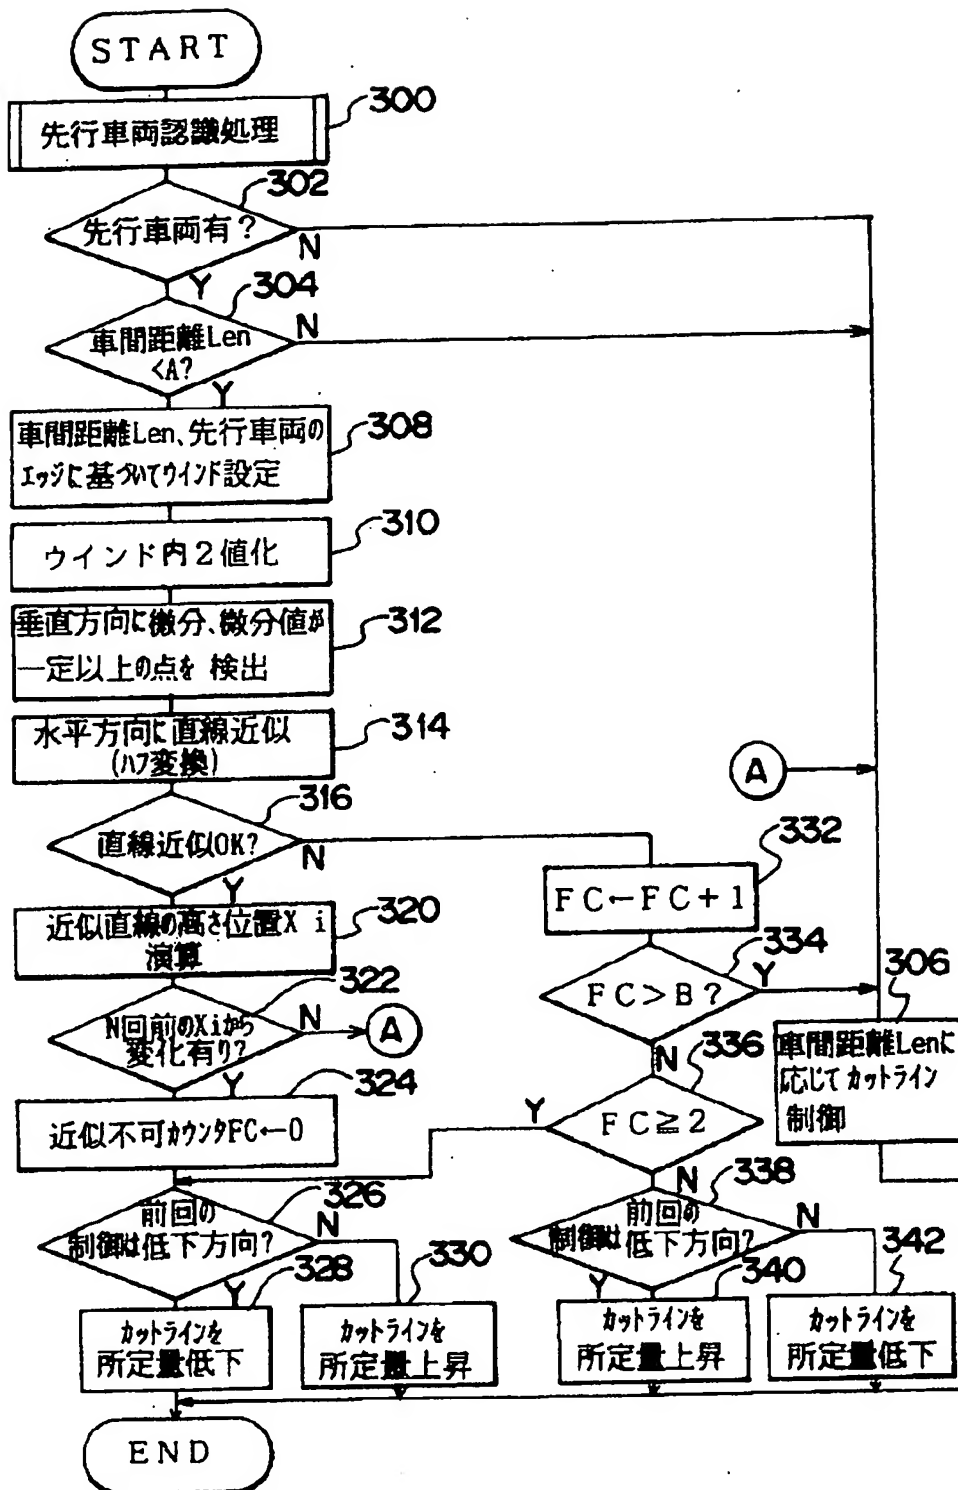 START
300
先行車両認識処理
302
先行車両有?
N
Y
304
車間距離Len
<A?
N
Y
308
車間距離Len、先行車両の
エッジに基づいてウインド設定
310
ウインド内2値化
312
垂直方向に微分、微分値が
一定以上の点を 検出
314
水平方向に直線近似
(ハフ変換)
A
316
直線近似OK?
N
Y
332
FC←FC+1
320
近似直線の高さ位置Xi
演算
334
FC>B?
Y
N
306
車間距離Lenに
応じてカットライン
制御
322
N回前のXiから
変化有り?
N
A
Y
324
近似不可カウンタFC←0
336
FC≧2
Y
N
326
前回の
制御は低下方向?
N
Y
338
前回の
制御は低下方向?
N
Y
328
カットラインを
所定量低下
330
カットラインを
所定量上昇
340
カットラインを
所定量上昇
342
カットラインを
所定量低下
END